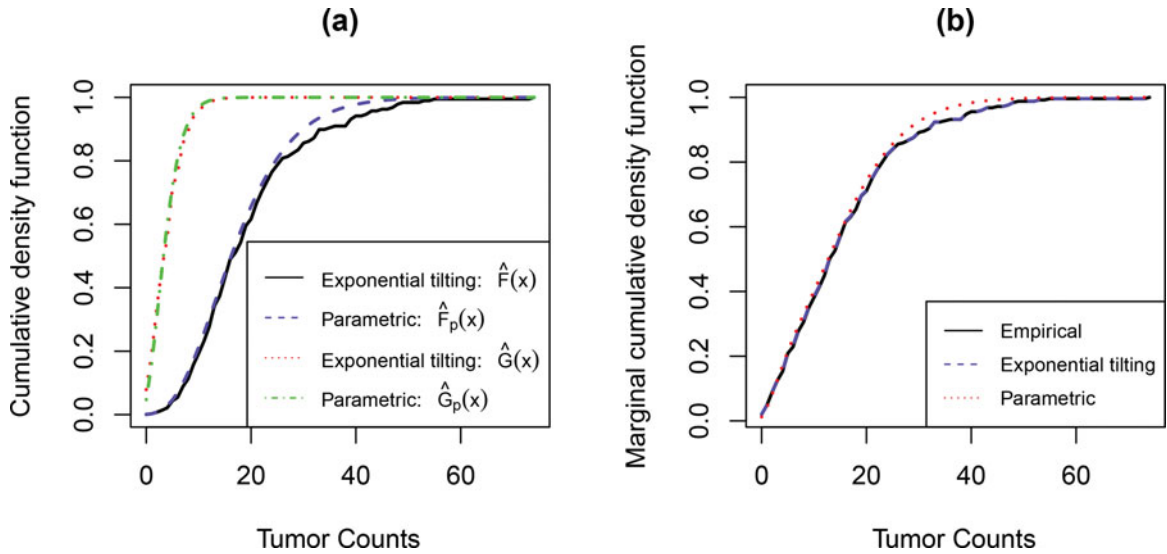 (a)
Cumulative density function
1.0
0.8
0.6
0.4
0.2
0.0
Exponential tilting: F̂(x)
Parametric: F̂ₚ(x)
Exponential tilting: Ĝ(x)
Parametric: Ĝₚ(x)
0 20 40 60
Tumor Counts
(b)
Marginal cumulative density function
1.0
0.8
0.6
0.4
0.2
0.0
Empirical
Exponential tilting
Parametric
0 20 40 60
Tumor Counts